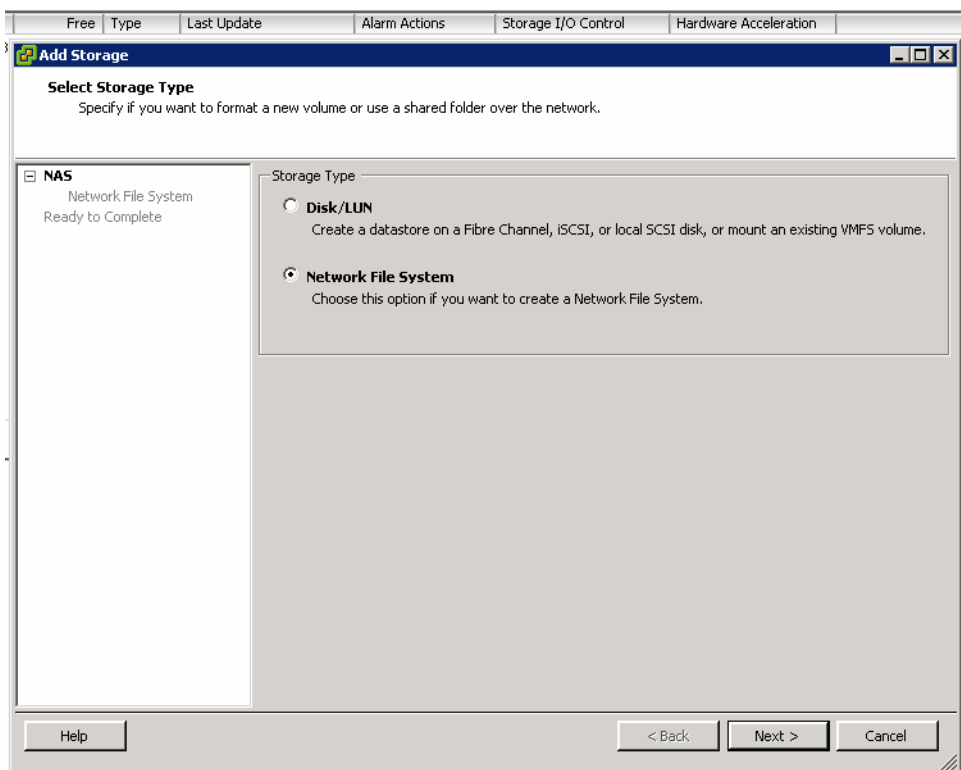 Free Type Last Update Alarm Actions Storage I/O Control Hardware Acceleration
Add Storage
Select Storage Type
Specify if you want to format a new volume or use a shared folder over the network.
NAS
Network File System
Ready to Complete
Storage Type
Disk/LUN
Create a datastore on a Fibre Channel, iSCSI, or local SCSI disk, or mount an existing VMFS volume.
Network File System
Choose this option if you want to create a Network File System.
Help < Back Next > Cancel